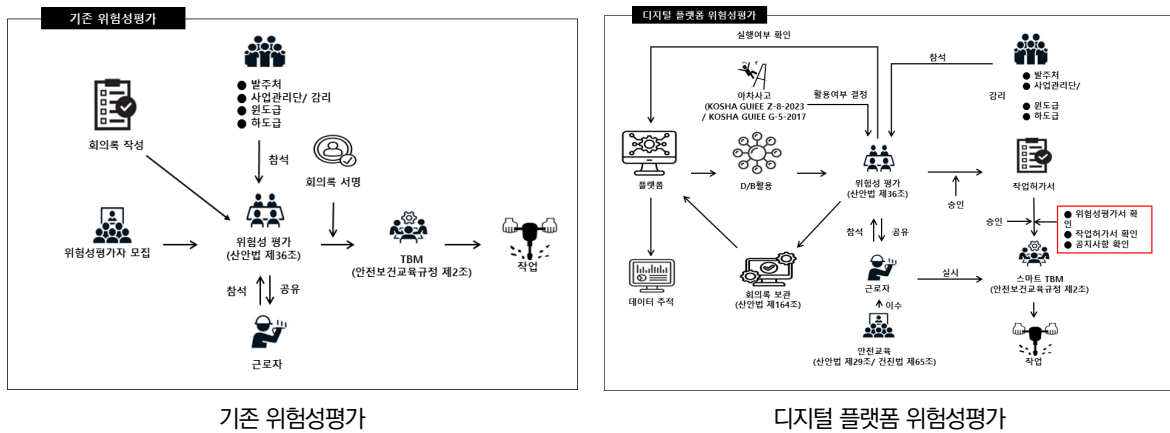 기존 위험성평가
● 발주처
● 사업관리단/ 감리
● 원도급
● 하도급
회의록 작성
참석
회의록 서명
위험성평가자 모집
위험성 평가
(산안법 제36조)
TBM
(안전보건교육규정 제2조)
작업
참석
공유
근로자
기존 위험성평가
디지털 플랫폼 위험성평가
실행여부 확인
참석
● 발주처
● 사업관리단/
감리
● 원도급
● 하도급
아차사고
(KOSHA GUIEE Z-8-2023
/ KOSHA GUIEE G-5-2017
활용여부 결정
플랫폼
D/B활용
위험성 평가
(산안법 제36조)
작업허가서
승인
승인
● 위험성평가서 확
인
● 작업허가서 확인
● 공지사항 확인
참석
공유
데이터 추적
회의록 보관
(산안법 제164조)
근로자
실시
스마트 TBM
(안전보건교육규정 제2조)
이수
안전교육
(산안법 제29조/ 건진법 제65조)
작업
디지털 플랫폼 위험성평가